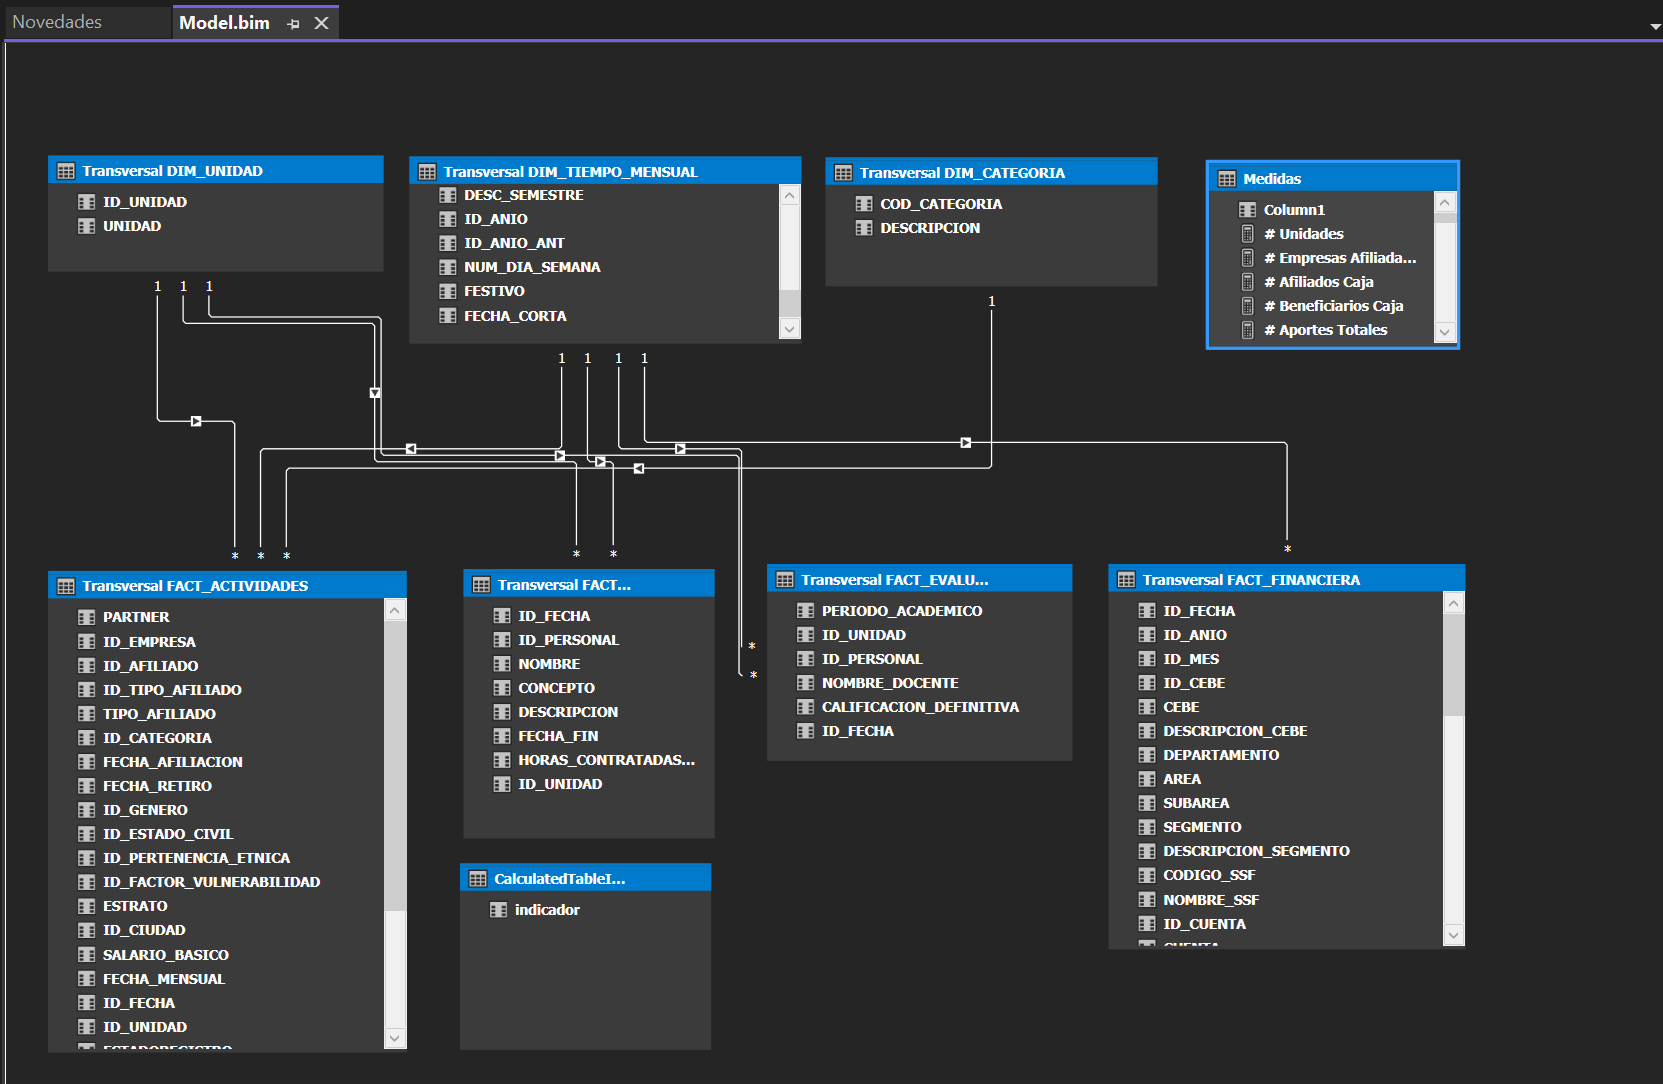 Novedades
Model.bim
Transversal DIM_UNIDAD
ID_UNIDAD
UNIDAD
Transversal DIM_TIEMPO_MENSUAL
DESC_SEMESTRE
ID_ANIO
ID_ANIO_ANT
NUM_DIA_SEMANA
FESTIVO
FECHA_CORTA
Transversal DIM_CATEGORIA
COD_CATEGORIA
DESCRIPCION
Medidas
Column1
# Unidades
# Empresas Afiliada...
# Afiliados Caja
# Beneficiarios Caja
# Aportes Totales
1 1 1
1 1 1 1
1
* * *
* *
*
*
*
Transversal FACT_ACTIVIDADES
PARTNER
ID_EMPRESA
ID_AFILIADO
ID_TIPO_AFILIADO
TIPO_AFILIADO
ID_CATEGORIA
FECHA_AFILIACION
FECHA_RETIRO
ID_GENERO
ID_ESTADO_CIVIL
ID_PERTENENCIA_ETNICA
ID_FACTOR_VULNERABILIDAD
ESTRATO
ID_CIUDAD
SALARIO_BASICO
FECHA_MENSUAL
ID_FECHA
ID_UNIDAD
ESTADOREGISTRO
Transversal FACT...
ID_FECHA
ID_PERSONAL
NOMBRE
CONCEPTO
DESCRIPCION
FECHA_FIN
HORAS_CONTRATADAS...
ID_UNIDAD
CalculatedTableI...
indicador
Transversal FACT_EVALU...
PERIODO_ACADEMICO
ID_UNIDAD
ID_PERSONAL
NOMBRE_DOCENTE
CALIFICACION_DEFINITIVA
ID_FECHA
Transversal FACT_FINANCIERA
ID_FECHA
ID_ANIO
ID_MES
ID_CEBE
CEBE
DESCRIPCION_CEBE
DEPARTAMENTO
AREA
SUBAREA
SEGMENTO
DESCRIPCION_SEGMENTO
CODIGO_SSF
NOMBRE_SSF
ID_CUENTA
CUENTA